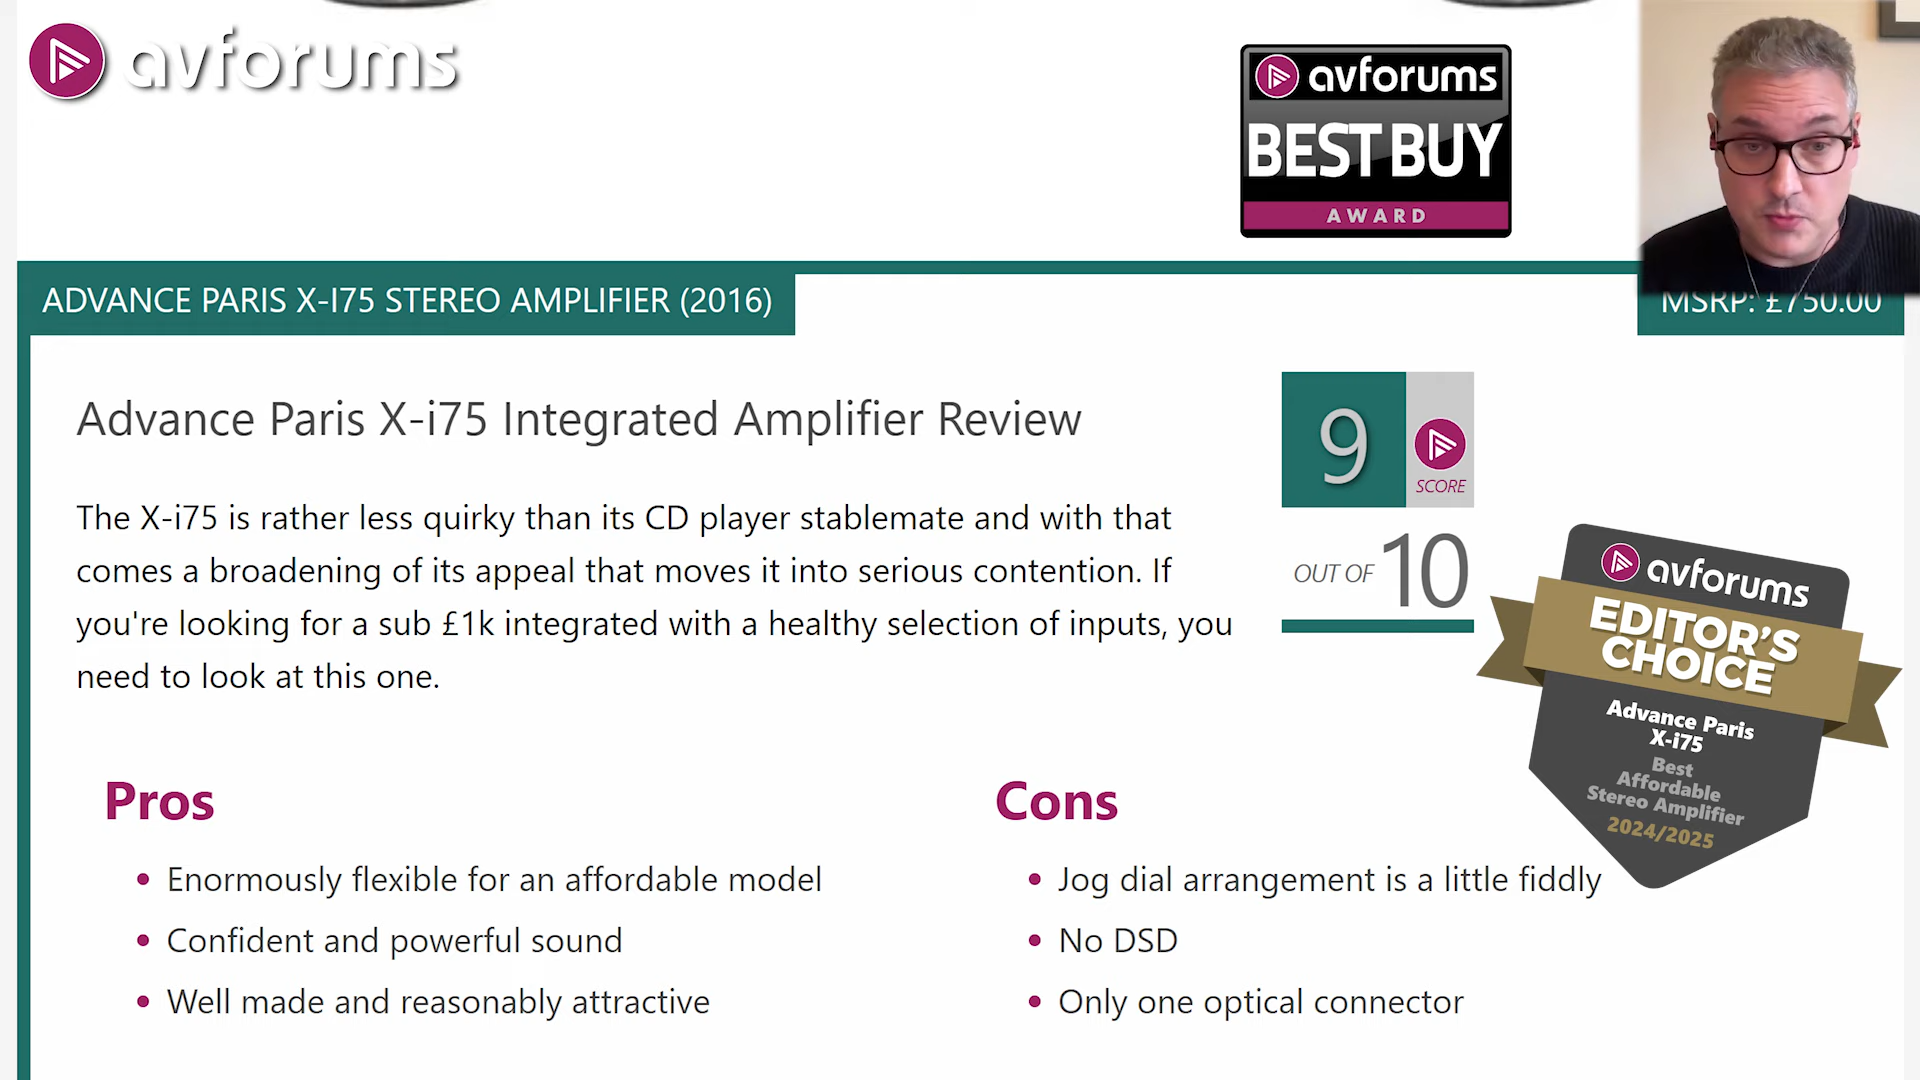 avforums
avforums
BEST BUY
AWARD
ADVANCE PARIS X-I75 STEREO AMPLIFIER (2016)
MSRP: £750.00
Advance Paris X-i75 Integrated Amplifier Review
9
SCORE
OUT OF 10
The X-i75 is rather less quirky than its CD player stablemate and with that
comes a broadening of its appeal that moves it into serious contention. If
you're looking for a sub £1k integrated with a healthy selection of inputs, you
need to look at this one.
avforums
EDITOR'S
CHOICE
Advance Paris
X-i75
Best
Affordable
Stereo Amplifier
2024/2025
Pros
Enormously flexible for an affordable model
Confident and powerful sound
Well made and reasonably attractive
Cons
Jog dial arrangement is a little fiddly
No DSD
Only one optical connector